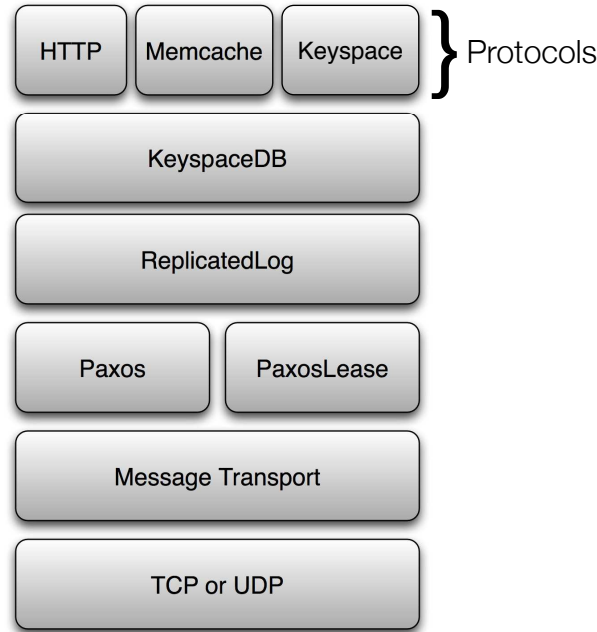 HTTP Memcache Keyspace } Protocols
KeyspaceDB
ReplicatedLog
Paxos PaxosLease
Message Transport
TCP or UDP